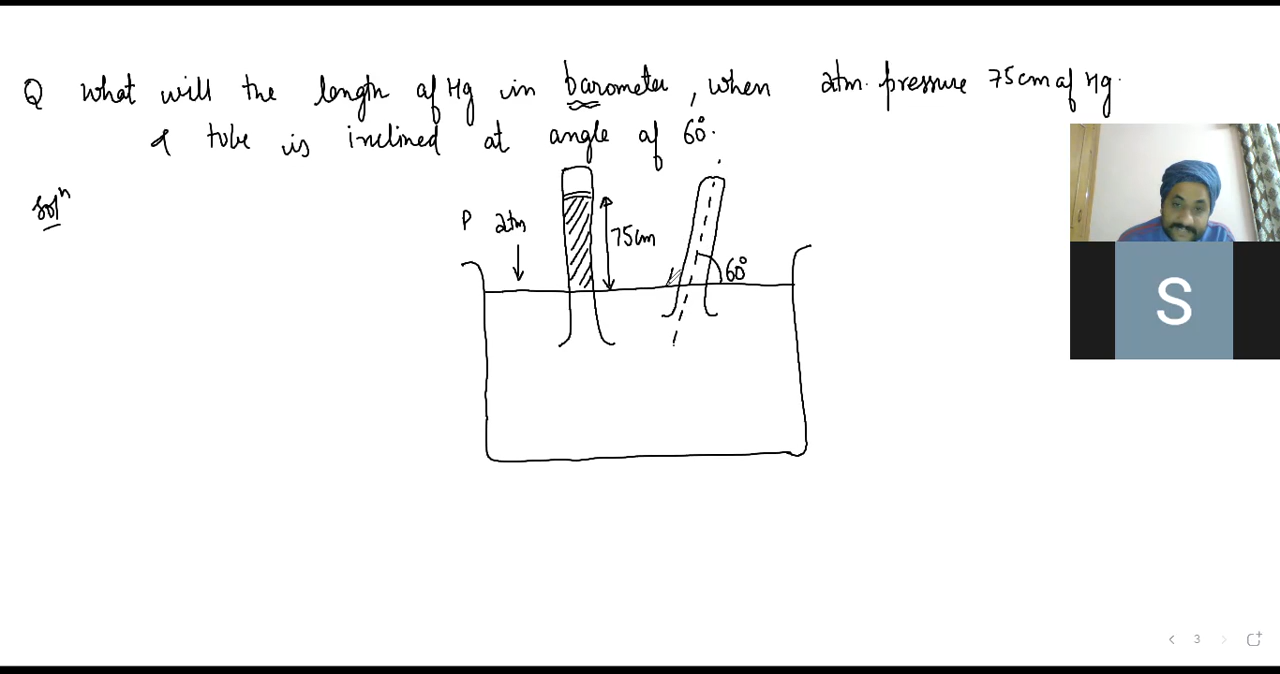 Q what will the length of Hg in barometer, when atm. pressure 75cm of Hg.
& tube is inclined at angle of 60°.
Solⁿ
P atm
75cm
60°
S
< 3 >